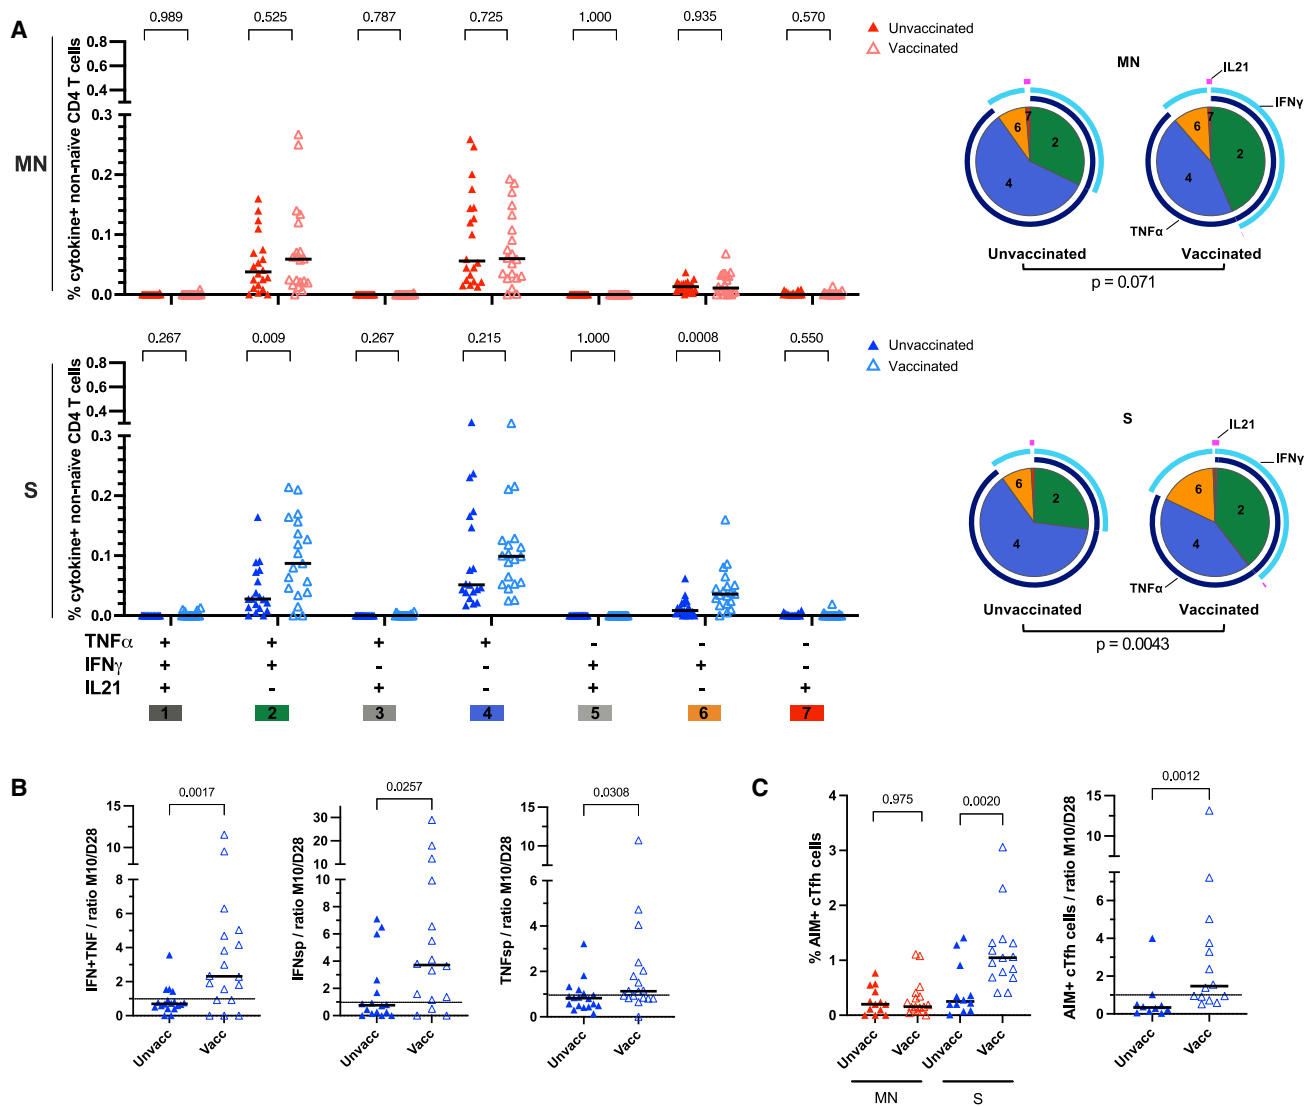 A
MN
% cytokine+ non-naïve CD4 T cells
0.989 0.525 0.787 0.725 1.000 0.935 0.570
0.8
0.6
0.4
0.3
0.2
0.1
0.0
Unvaccinated
Vaccinated
MN
IL21
IFNγ
7 6 2 4
7 6 2 4
TNFα
Unvaccinated Vaccinated
p = 0.071
S
% cytokine+ non-naïve CD4 T cells
0.267 0.009 0.267 0.215 1.000 0.0008 0.550
0.8
0.6
0.4
0.3
0.2
0.1
0.0
Unvaccinated
Vaccinated
S
IL21
IFNγ
6 2 4
6 2 4
TNFα
Unvaccinated Vaccinated
p = 0.0043
TNFα + + - + - - -
IFNγ + + - - + + -
IL21 + - + - + - +
1 2 3 4 5 6 7
B
IFN+TNF / ratio M10/D28
0.0017
15
10
8
6
4
2
0
Unvacc Vacc
IFNsp / ratio M10/D28
0.0257
30
20
10
8
6
4
2
0
Unvacc Vacc
TNFsp / ratio M10/D28
0.0308
15
10
6
4
2
0
Unvacc Vacc
C
% AIM+ cTfh cells
0.975 0.0020
4
3
2
1
0
Unvacc Vacc Unvacc Vacc
MN S
AIM+ cTfh cells / ratio M10/D28
0.0012
15
10
6
4
2
0
Unvacc Vacc